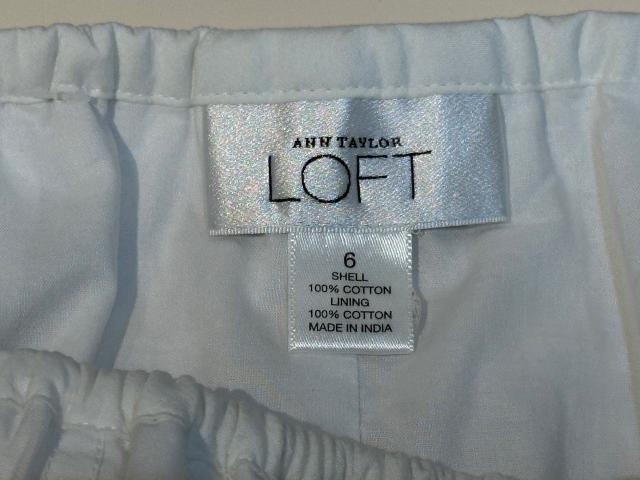 ANN TAYLOR
LOFT
6
SHELL
100% COTTON
LINING
100% COTTON
MADE IN INDIA